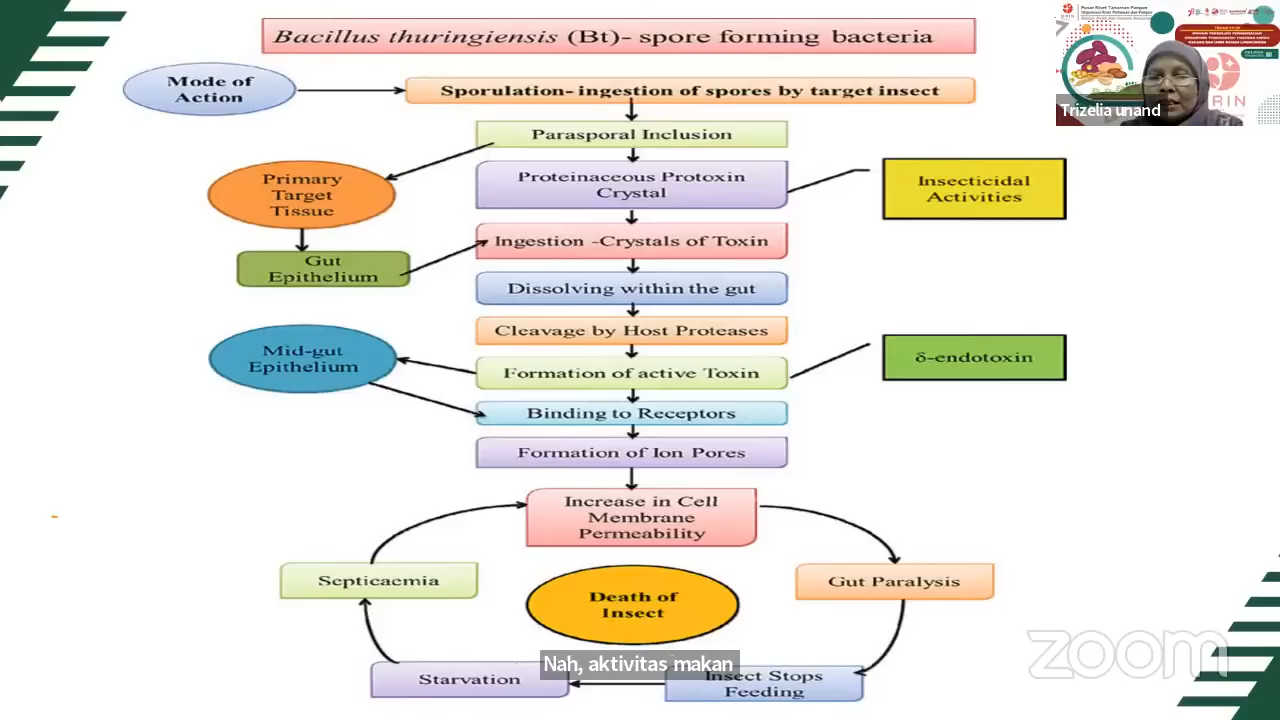 Bacillus thuringiensis (Bt)- spore forming bacteria
Mode of
Action
Sporulation- ingestion of spores by target insect
Parasporal Inclusion
Primary
Target
Tissue
Proteinaceous Protoxin
Crystal
Insecticidal
Activities
Ingestion -Crystals of Toxin
Gut
Epithelium
Dissolving within the gut
Cleavage by Host Proteases
Mid-gut
Epithelium
Formation of active Toxin
δ-endotoxin
Binding to Receptors
Formation of Ion Pores
Increase in Cell
Membrane
Permeability
Septicaemia
Gut Paralysis
Death of
Insect
Starvation
Insect Stops
Feeding
Nah, aktivitas makan
Trizelia unand
Pusat Riset Tanaman Pangan
zoom